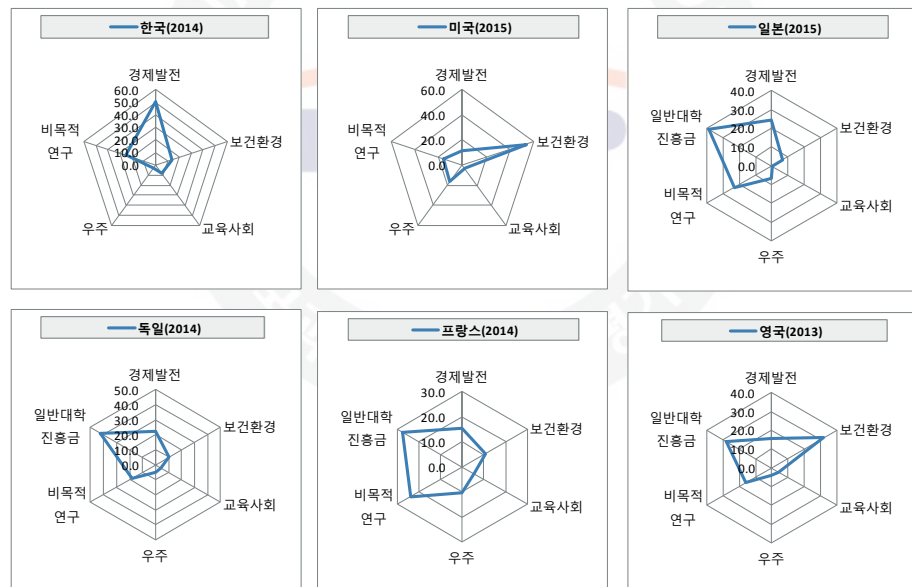 한국(2014)
경제발전
60.0
50.0
40.0
30.0
20.0
10.0
0.0
보건환경
교육사회
우주
비목적
연구
미국(2015)
경제발전
60.0
40.0
20.0
0.0
보건환경
교육사회
우주
비목적
연구
일본(2015)
경제발전
40.0
30.0
20.0
10.0
0.0
보건환경
교육사회
우주
비목적
연구
일반대학
진흥금
독일(2014)
경제발전
50.0
40.0
30.0
20.0
10.0
0.0
보건환경
교육사회
우주
비목적
연구
일반대학
진흥금
프랑스(2014)
경제발전
30.0
20.0
10.0
0.0
보건환경
교육사회
우주
비목적
연구
일반대학
진흥금
영국(2013)
경제발전
40.0
30.0
20.0
10.0
0.0
보건환경
교육사회
우주
비목적
연구
일반대학
진흥금